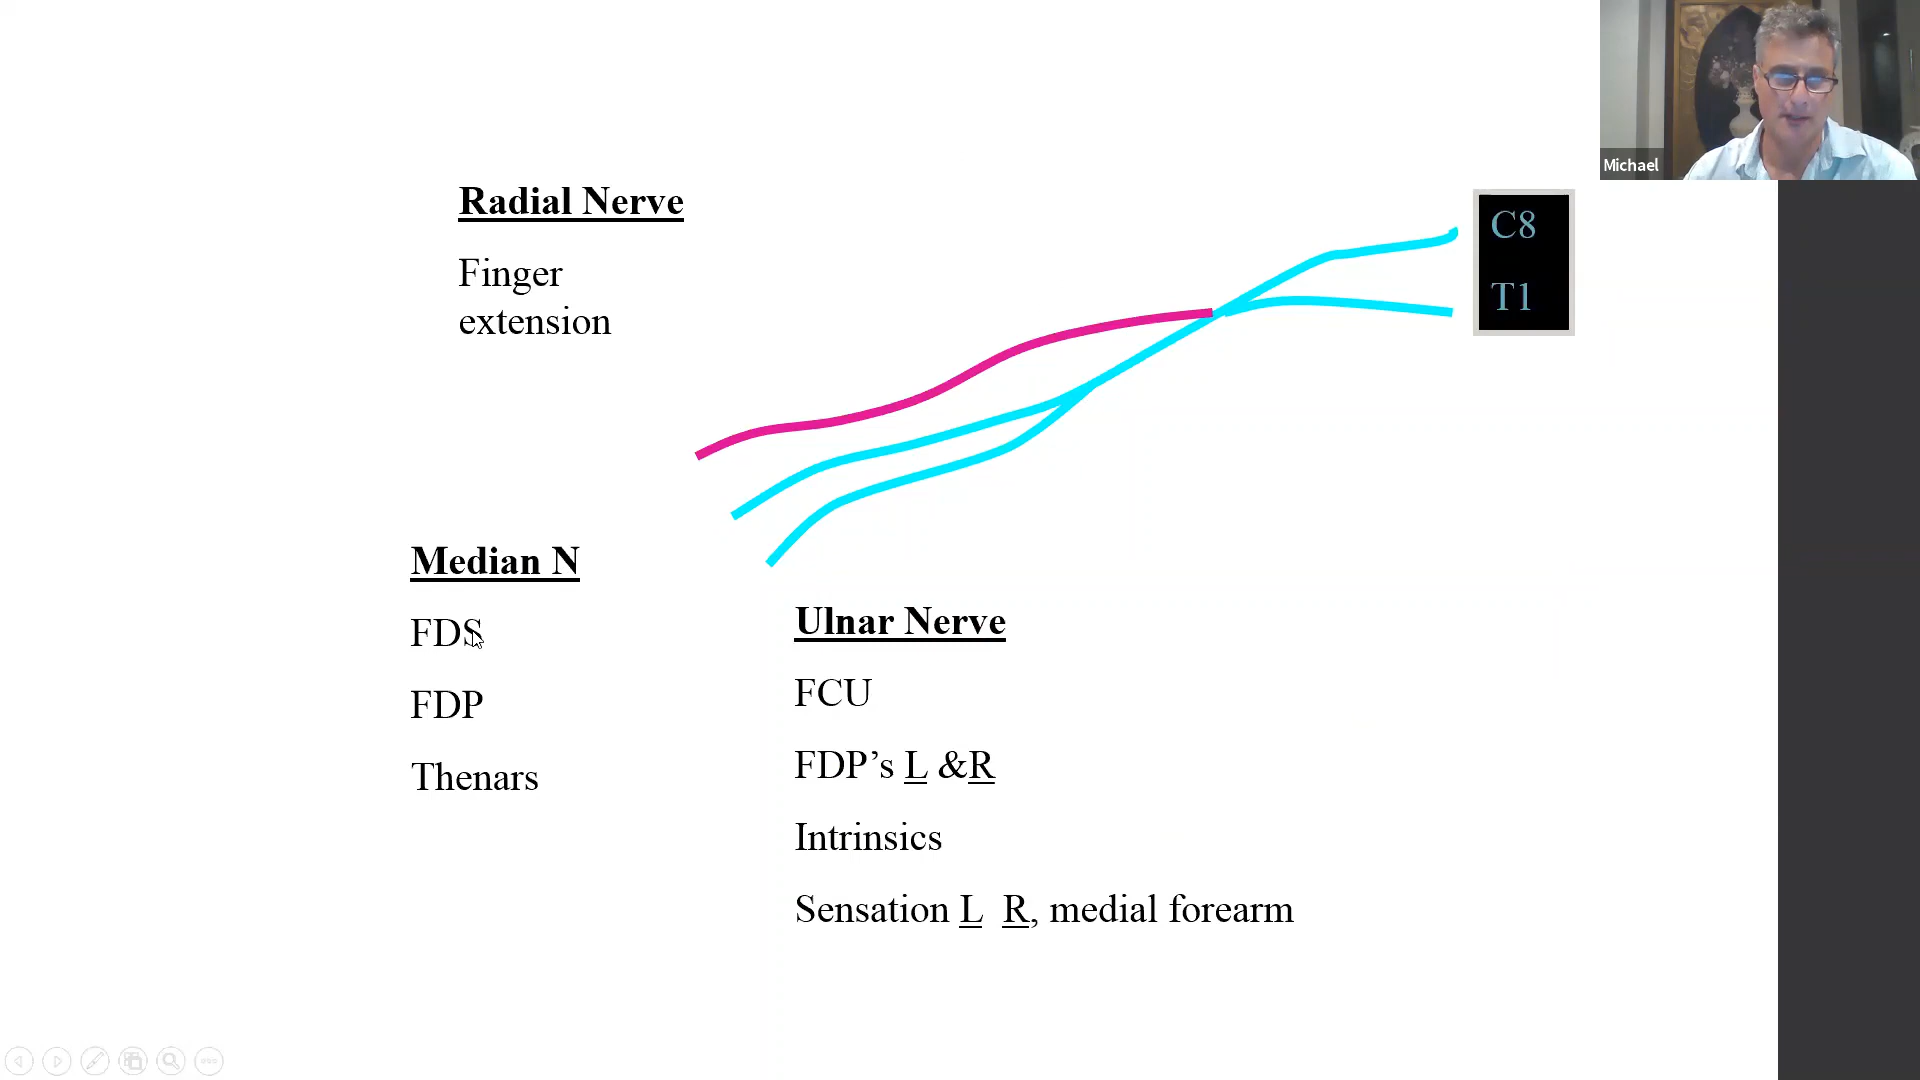 Michael
Radial Nerve
Finger
extension
C8
T1
Median N
FDS
FDP
Thenars
Ulnar Nerve
FCU
FDP’s L &R
Intrinsics
Sensation L R, medial forearm